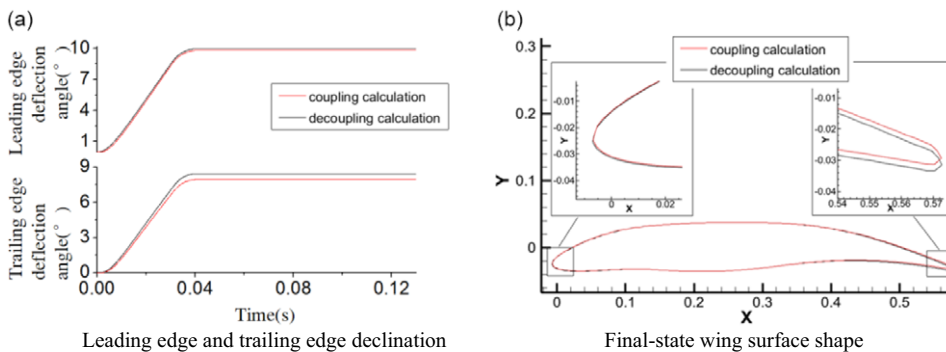 (a)
Leading edge
deflection
angle(°)
10
7
4
1
coupling calculation
decoupling calculation
Trailing edge
deflection
angle(°)
9
6
3
0
0.00
0.04
0.08
0.12
Time(s)
Leading edge and trailing edge declination
(b)
Y
0.3
0.2
0.1
0
coupling calculation
decoupling calculation
-0.01
-0.02
-0.03
-0.04
Y
0
0.02
X
-0.01
-0.02
-0.03
-0.04
Y
0.54
0.55
0.56
0.57
X
0
0.1
0.2
0.3
0.4
0.5
X
Final-state wing surface shape